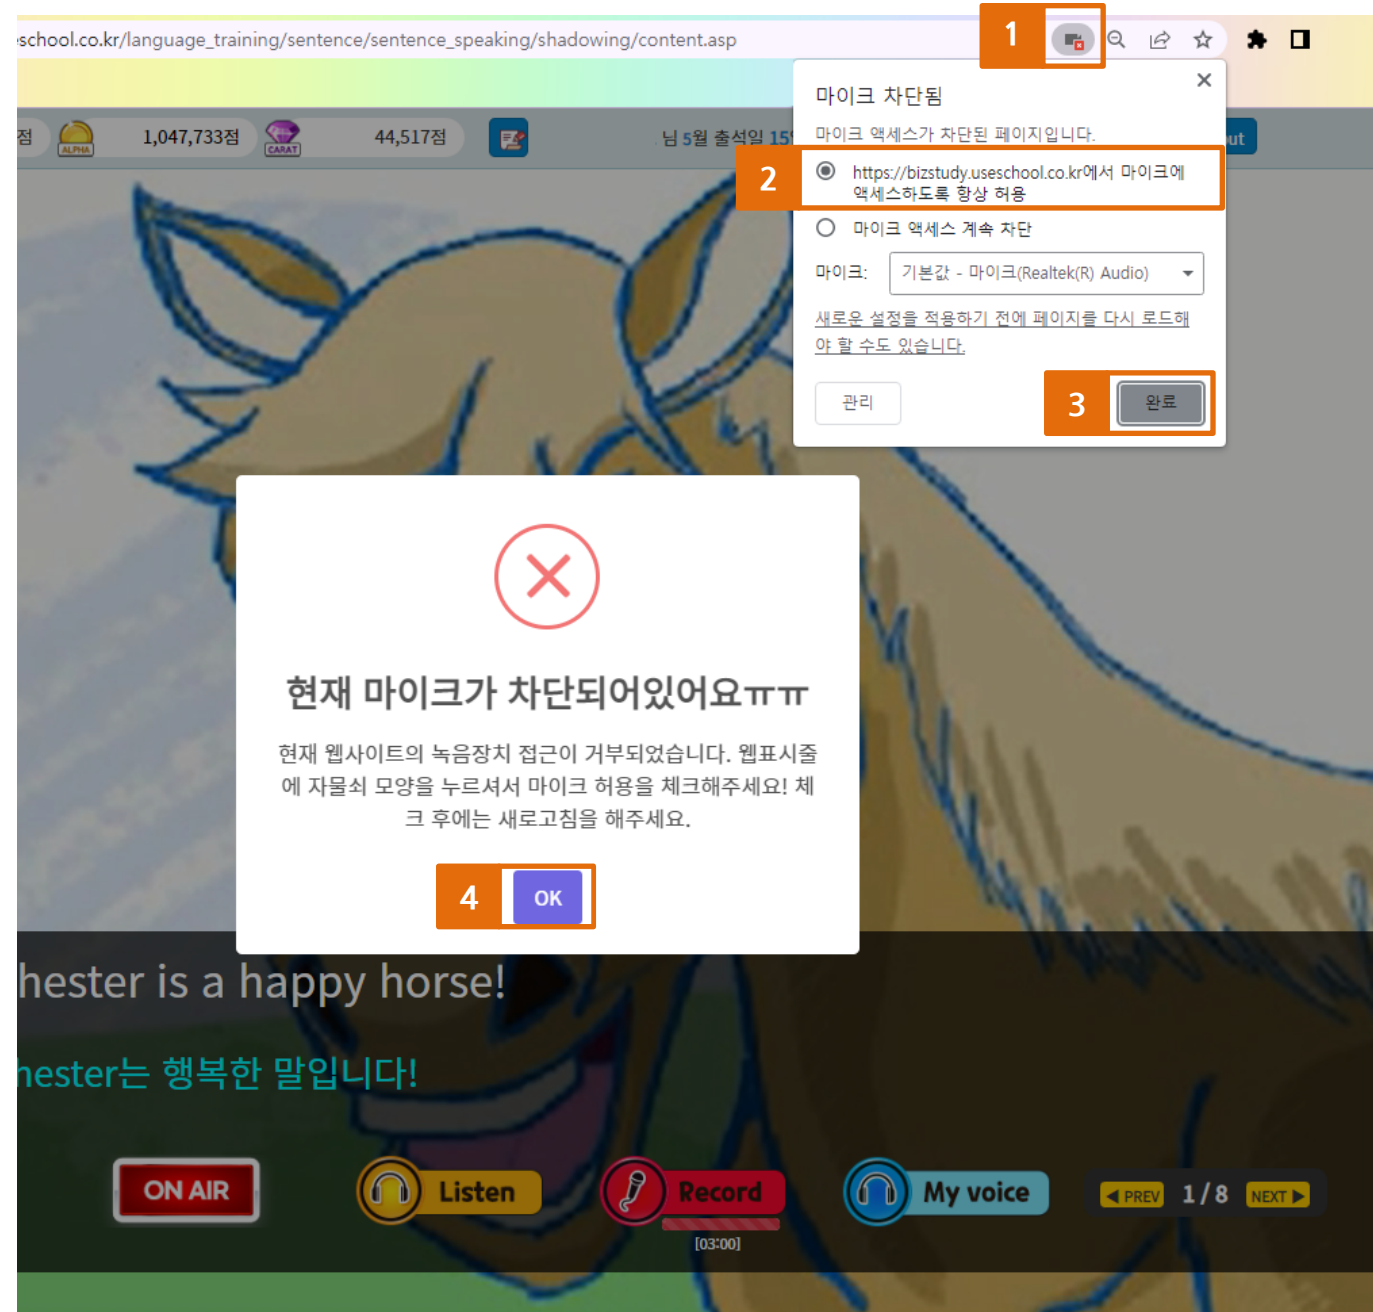 school.co.kr/language_training/sentence/sentence_speaking/shadowing/content.asp
1
마이크 차단됨
마이크 액세스가 차단된 페이지입니다.
점
ALPHA
1,047,733점
CARAT
44,517점
님 5월 출석일 15
ut
2
https://bizstudy.useschool.co.kr에서 마이크에
액세스하도록 항상 허용
마이크 액세스 계속 차단
마이크:
기본값 - 마이크(Realtek(R) Audio)
새로운 설정을 적용하기 전에 페이지를 다시 로드해
야 할 수도 있습니다.
관리
3
완료
현재 마이크가 차단되어있어요ㅠㅠ
현재 웹사이트의 녹음장치 접근이 거부되었습니다. 웹표시줄
에 자물쇠 모양을 누르셔서 마이크 허용을 체크해주세요! 체
크 후에는 새로고침을 해주세요.
4
OK
hester is a happy horse!
hester는 행복한 말입니다!
ON AIR
Listen
Record
My voice
PREV
1 / 8
NEXT
[03:00]